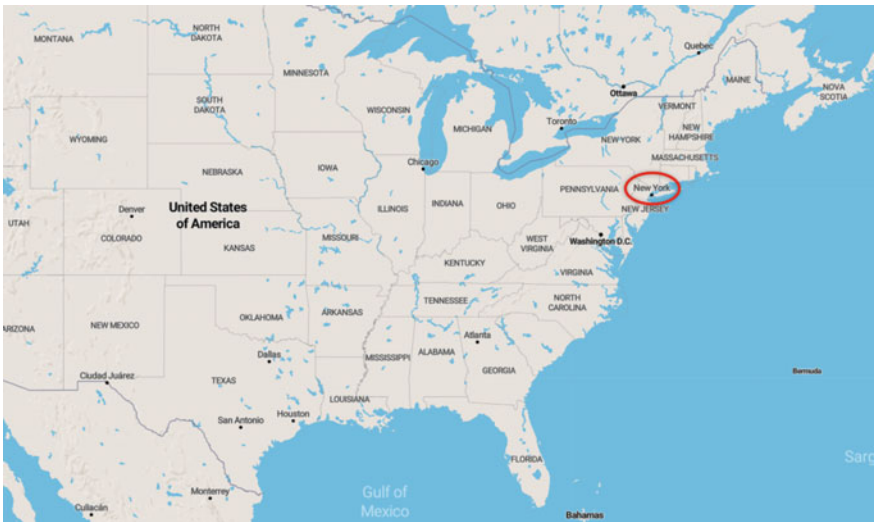 MONTANA
NORTH
DAKOTA
MINNESOTA
Quebec
Ottawa
MAINE
NOVA
SCOTIA
SOUTH
DAKOTA
WISCONSIN
VERMONT
Toronto
MICHIGAN
NEW YORK
NEW
HAMPSHIRE
WYOMING
MASSACHUSETTS
Chicago
IOWA
NEBRASKA
PENNSYLVANIA
New York
UTAH
Denver
United States
of America
ILLINOIS
INDIANA
OHIO
NEW JERSEY
COLORADO
KANSAS
MISSOURI
WEST
VIRGINIA
Washington D.C.
KENTUCKY
VIRGINIA
TENNESSEE
NORTH
CAROLINA
ARIZONA
NEW MEXICO
OKLAHOMA
ARKANSAS
Atlanta
Dallas
MISSISSIPPI
ALABAMA
GEORGIA
Bermuda
Ciudad Juárez
TEXAS
LOUISIANA
San Antonio
Houston
FLORIDA
Sarg
Monterrey
Gulf of
Mexico
Culiacán
Bahamas